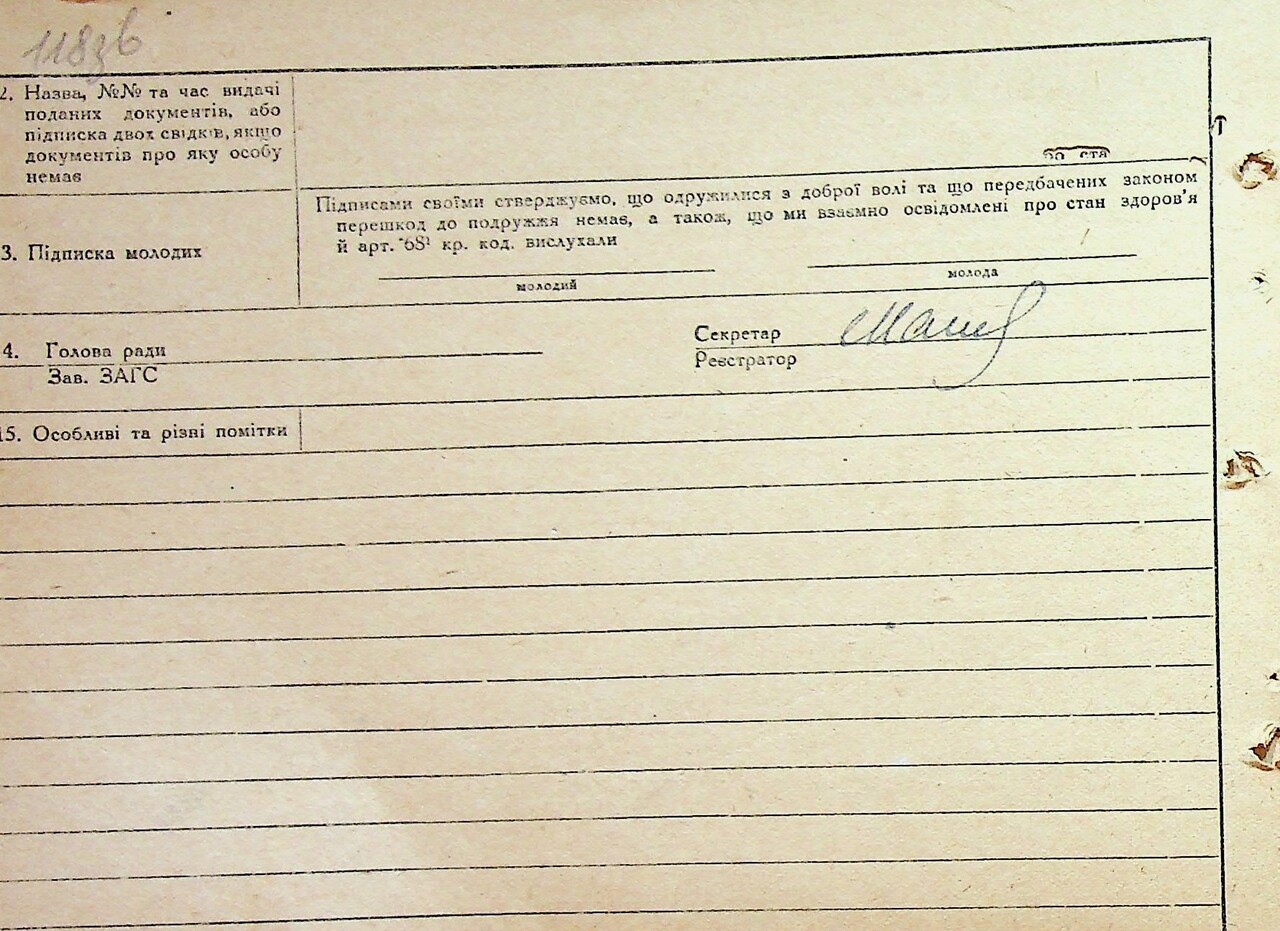 118зв
2. Назва, №№ та час видачі
поданих документів, або
підписка двох свідків, якщо
документів про яку особу
немає
3. Підписка молодих
Підписами своїми стверджуємо, що одружилися з доброї волі та що передбачених законом
перешкод до подружжя немає, а також, що ми взаємно освідомлені про стан здоров'я
й арт. 68¹ кр. код. вислухали
молодий
молода
4. Голова ради
Зав. ЗАГС
Секретар
Реєстратор
15. Особливі та різні помітки